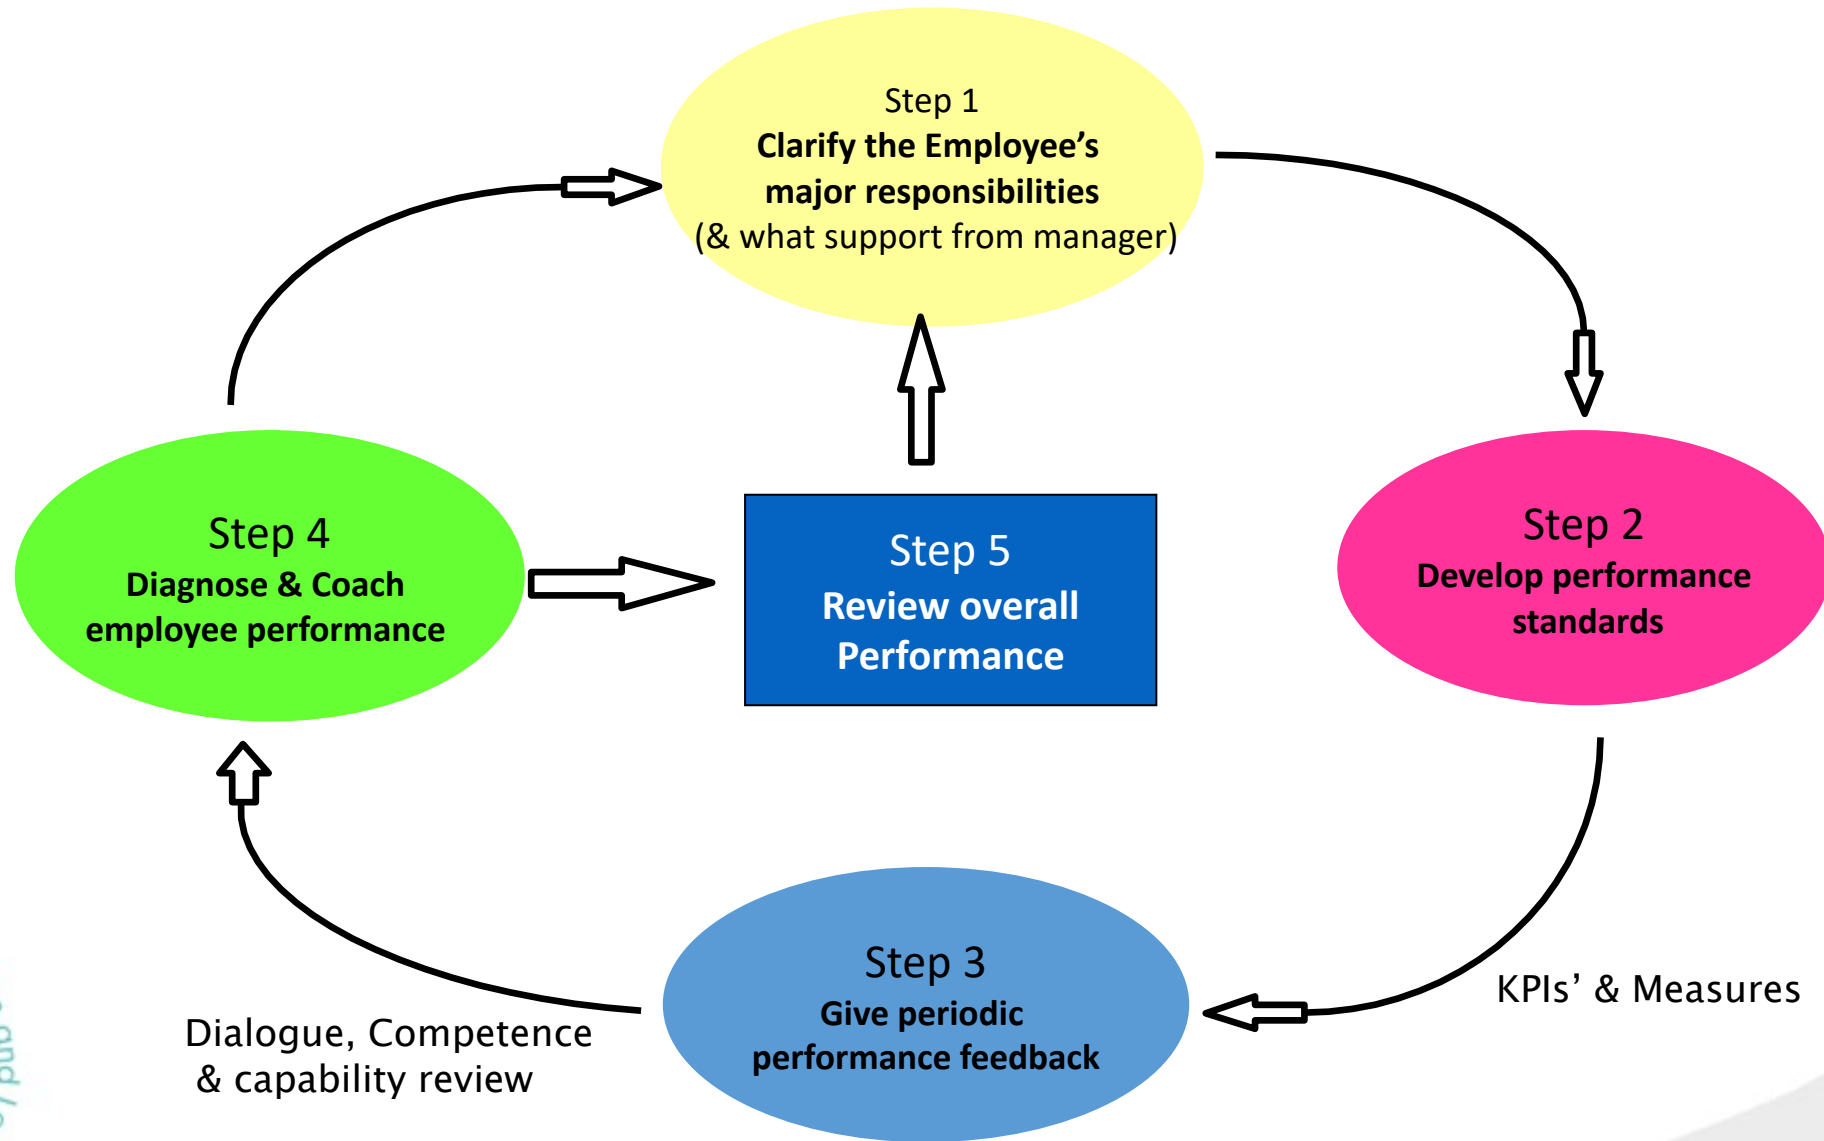 Step 1
Clarify the Employee’s
major responsibilities
(& what support from manager)
Step 2
Develop performance
standards
KPIs’ & Measures
Step 3
Give periodic
performance feedback
Dialogue, Competence
& capability review
Step 4
Diagnose & Coach
employee performance
Step 5
Review overall
Performance